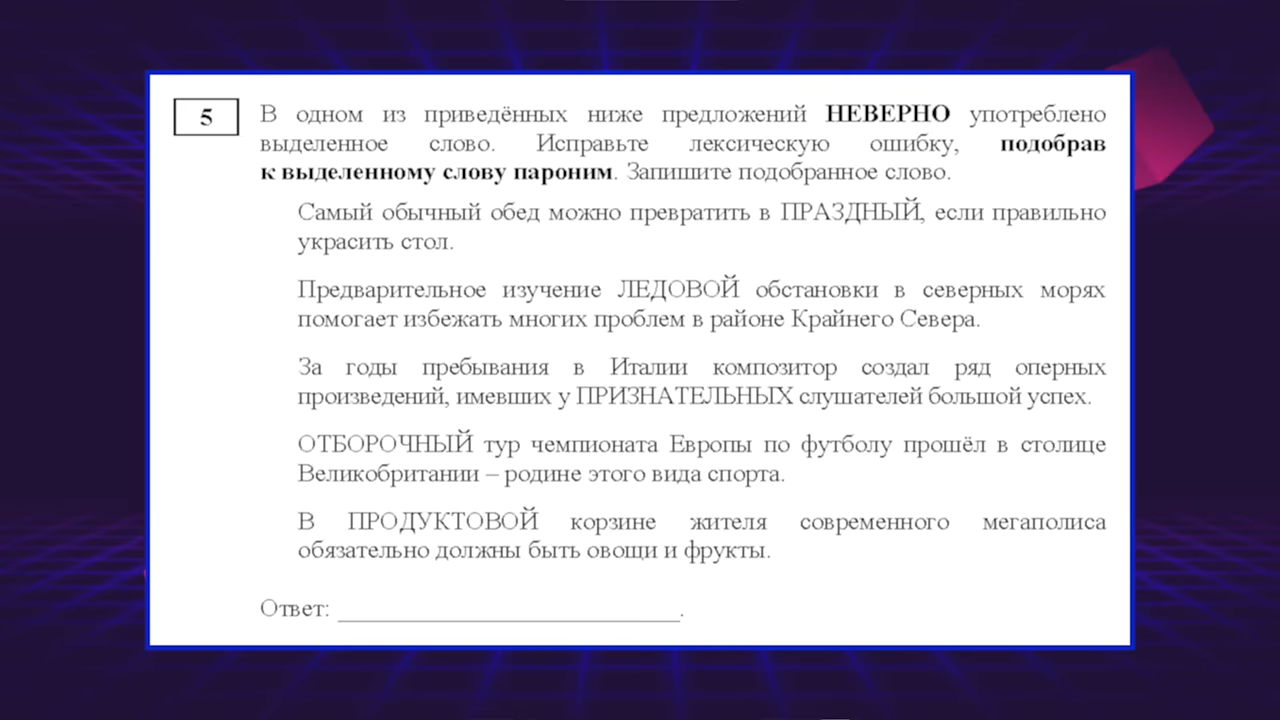 5
В одном из приведённых ниже предложений НЕВЕРНО употреблено
выделенное слово. Исправьте лексическую ошибку, подобрав
к выделенному слову пароним. Запишите подобранное слово.
Самый обычный обед можно превратить в ПРАЗДНЫЙ, если правильно
украсить стол.
Предварительное изучение ЛЕДОВОЙ обстановки в северных морях
помогает избежать многих проблем в районе Крайнего Севера.
За годы пребывания в Италии композитор создал ряд оперных
произведений, имевших у ПРИЗНАТЕЛЬНЫХ слушателей большой успех.
ОТБОРОЧНЫЙ тур чемпионата Европы по футболу прошёл в столице
Великобритании – родине этого вида спорта.
В ПРОДУКТОВОЙ корзине жителя современного мегаполиса
обязательно должны быть овощи и фрукты.
Ответ: ____________________________.